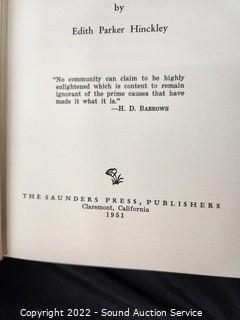 by
Edith Parker Hinckley
"No community can claim to be highly
enlightened which is content to remain
ignorant of the prime causes that have
made it what it is."
—H. D. BARROWS
THE SAUNDERS PRESS, PUBLISHERS
Claremont, California
1951
Copyright © 2022 - Sound Auction Service